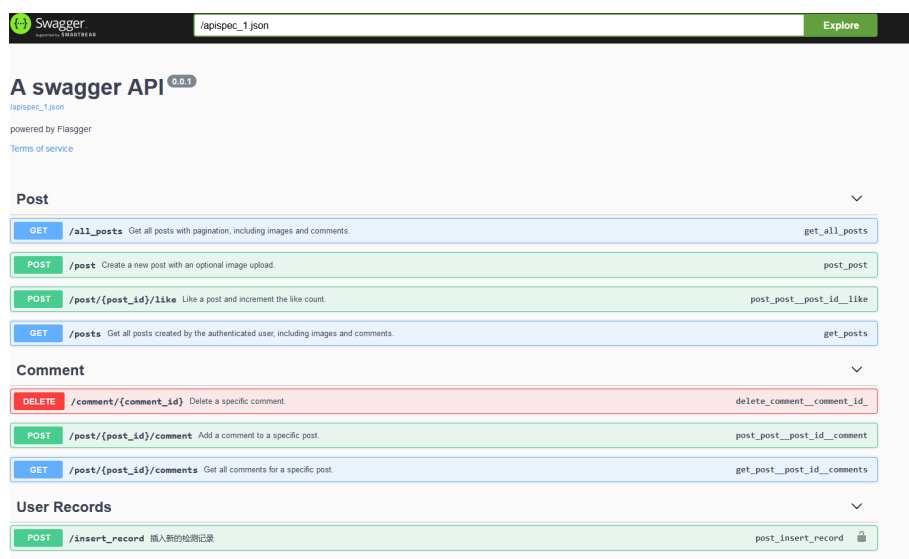 Swagger.
Supported by SMARTBEAR
/apispec_1.json
Explore
A swagger API 0.0.1
/apispec_1.json
powered by Flasgger
Terms of service
Post
GET /all_posts Get all posts with pagination, including images and comments. get_all_posts
POST /post Create a new post with an optional image upload. post_post
POST /post/{post_id}/like Like a post and increment the like count. post_post__post_id__like
GET /posts Get all posts created by the authenticated user, including images and comments. get_posts
Comment
DELETE /comment/{comment_id} Delete a specific comment. delete_comment__comment_id_
POST /post/{post_id}/comment Add a comment to a specific post. post_post__post_id__comment
GET /post/{post_id}/comments Get all comments for a specific post. get_post__post_id__comments
User Records
POST /insert_record 插入新的检测记录 post_insert_record